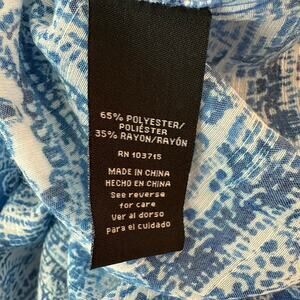 65% POLYESTER/
POLIÉSTER
35% RAYON/RAYÓN
RN 103715
MADE IN CHINA
HECHO EN CHINA
See reverse
for care
Ver al dorso
Para el cuidado